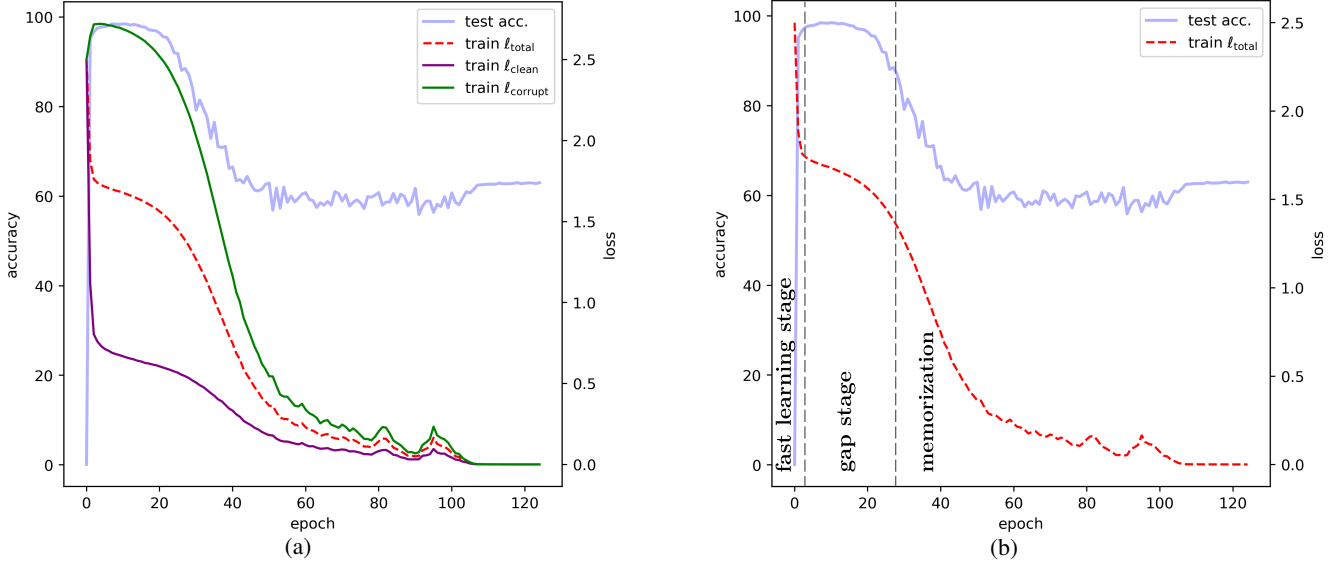 100
80
60
40
20
0
accuracy
0
20
40
60
80
100
120
epoch
2.5
2.0
1.5
1.0
0.5
0.0
loss
test acc.
train ℓtotal
train ℓclean
train ℓcorrupt
(a)
100
80
60
40
20
0
accuracy
0
20
40
60
80
100
120
epoch
2.5
2.0
1.5
1.0
0.5
0.0
loss
test acc.
train ℓtotal
fast learning stage
gap stage
memorization
(b)